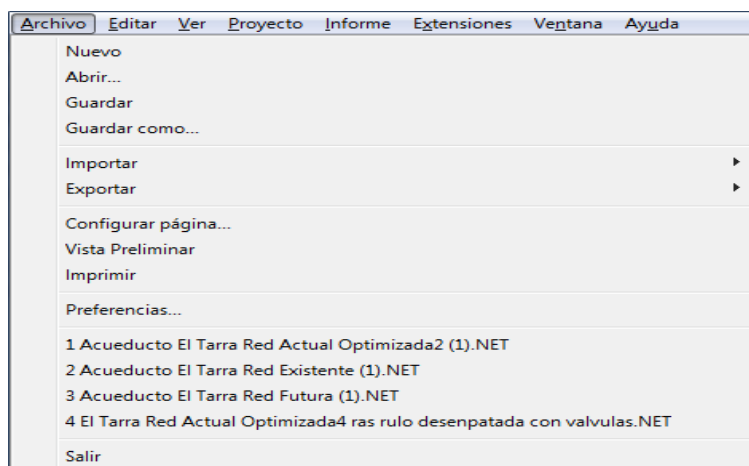 Archivo Editar Ver Proyecto Informe Extensiones Ventana Ayuda
Nuevo
Abrir...
Guardar
Guardar como...
Importar
Exportar
Configurar página...
Vista Preliminar
Imprimir
Preferencias...
1 Acueducto El Tarra Red Actual Optimizada2 (1).NET
2 Acueducto El Tarra Red Existente (1).NET
3 Acueducto El Tarra Red Futura (1).NET
4 El Tarra Red Actual Optimizada4 ras rulo desenpatada con valvulas.NET
Salir